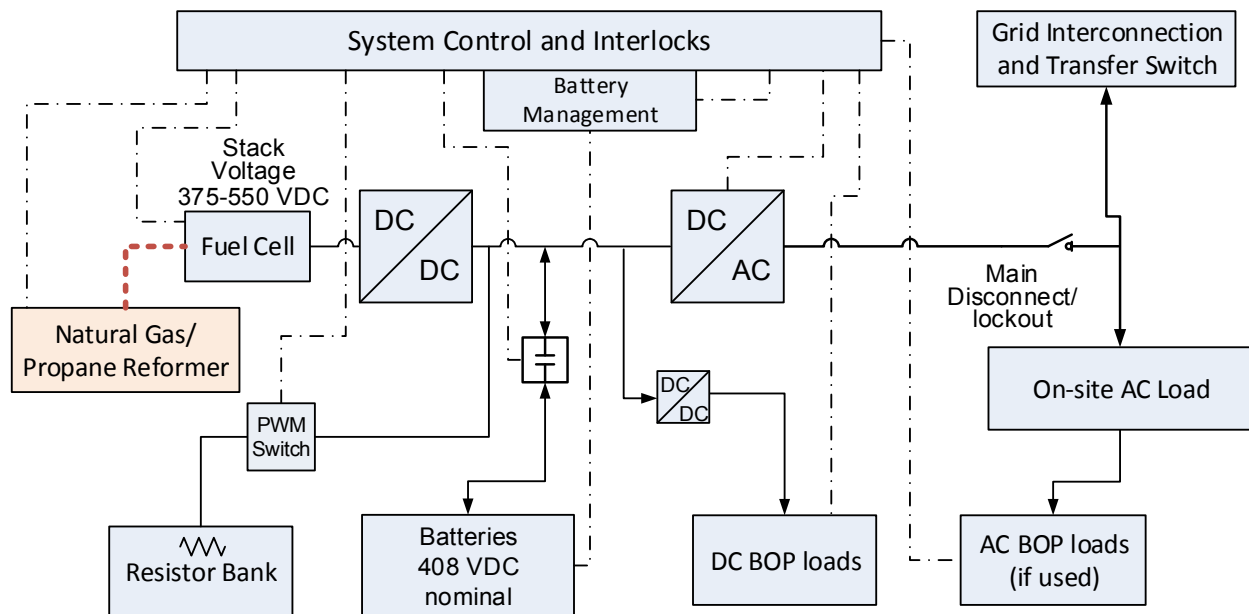 System Control and Interlocks
Grid Interconnection
and Transfer Switch
Battery
Management
Stack
Voltage
375-550 VDC
Fuel Cell
DC
DC
DC
AC
Main
Disconnect/
lockout
Natural Gas/
Propane Reformer
On-site AC Load
DC
DC
PWM
Switch
Resistor Bank
Batteries
408 VDC
nominal
DC BOP loads
AC BOP loads
(if used)